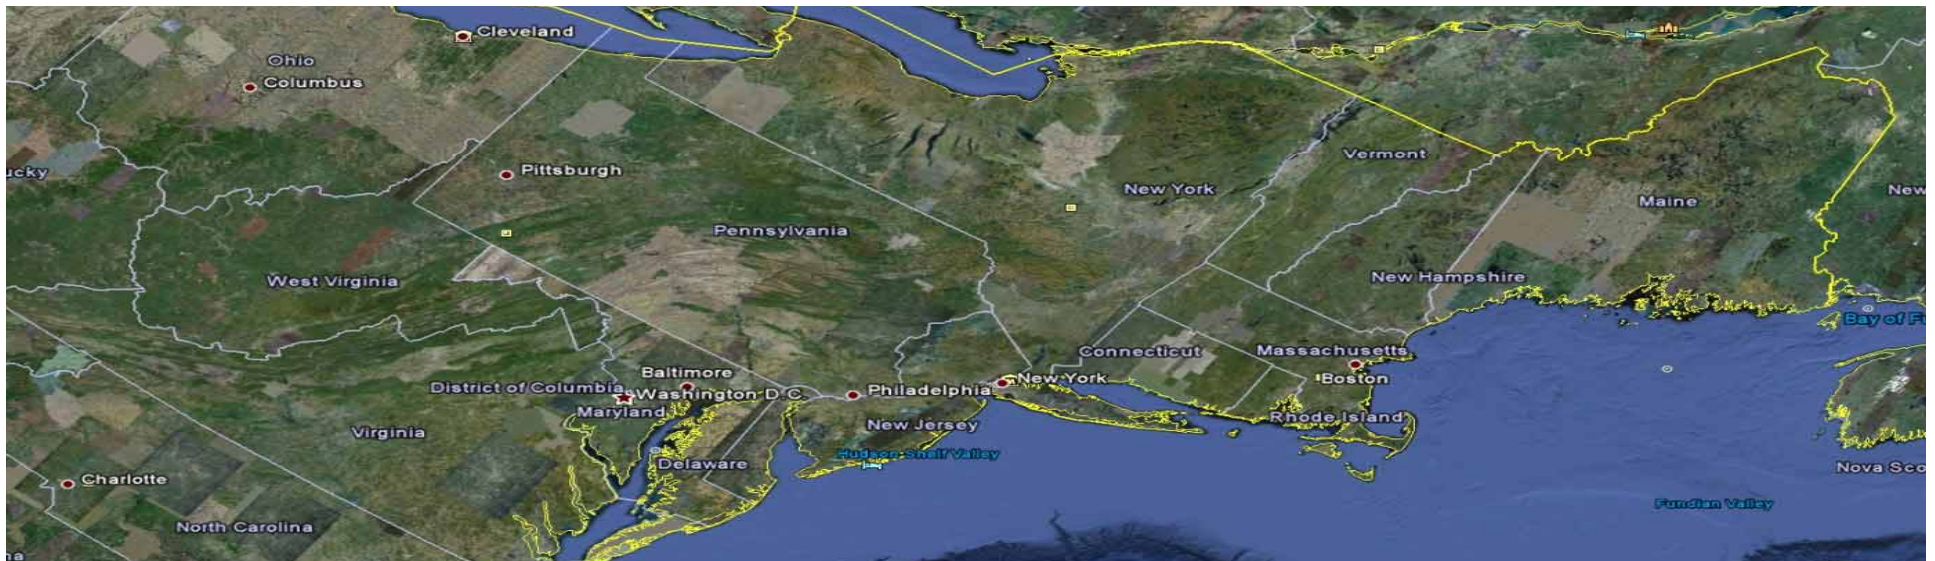 Cleveland
Ohio
Columbus
Vermont
Pittsburgh
ucky
New York
New
Maine
Pennsylvania
West Virginia
New Hampshire
Bay of Fu
Connecticut
Massachusetts
Baltimore
New York
Boston
District of Columbia
Washington D.C.
Philadelphia
Maryland
Rhode Island
New Jersey
Virginia
Hudson Shelf Valley
Delaware
Nova Sco
Charlotte
Fundian Valley
North Carolina
na